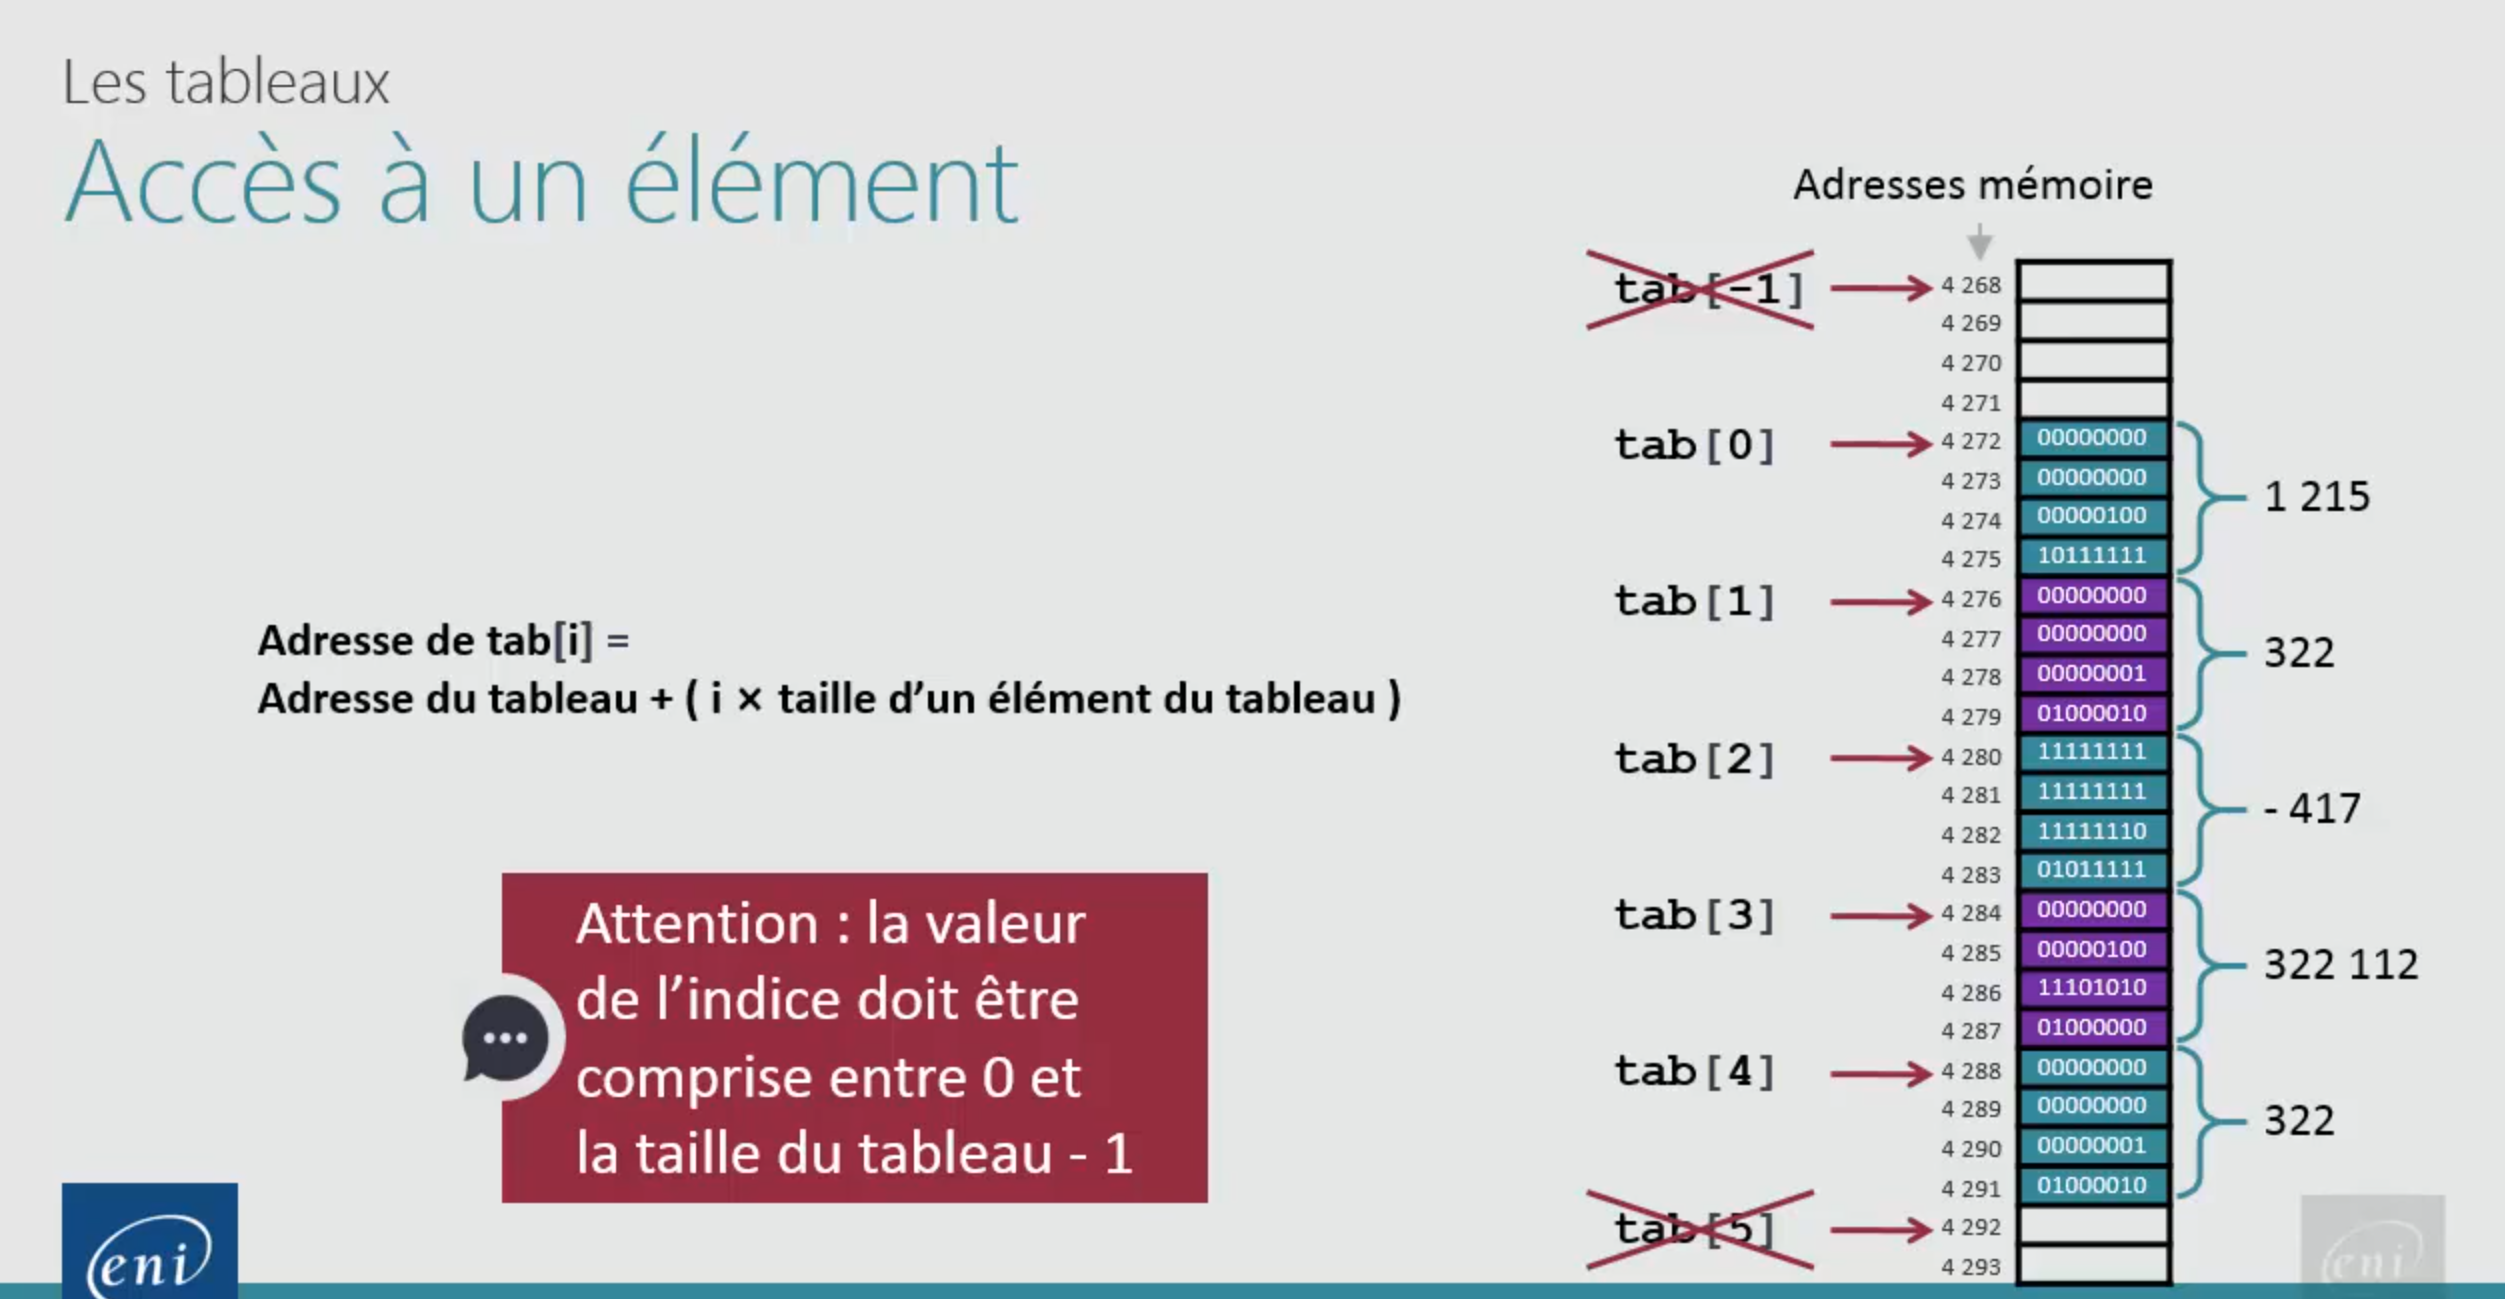 Les tableaux
Accès à un élément
Adresse de tab[i] =
Adresse du tableau + ( i × taille d’un élément du tableau )
Attention : la valeur
de l’indice doit être
comprise entre 0 et
la taille du tableau - 1
eni
Adresses mémoire
tab[-1] 4 268
4 269
4 270
4 271
tab[0] 4 272 00000000
4 273 00000000
1 215
4 274 00000100
4 275 10111111
tab[1] 4 276 00000000
4 277 00000000
322
4 278 00000001
4 279 01000010
tab[2] 4 280 11111111
4 281 11111111
- 417
4 282 11111110
4 283 01011111
tab[3] 4 284 00000000
4 285 00000100
322 112
4 286 11101010
4 287 01000000
tab[4] 4 288 00000000
4 289 00000000
322
4 290 00000001
4 291 01000010
tab[5] 4 292
4 293
eni